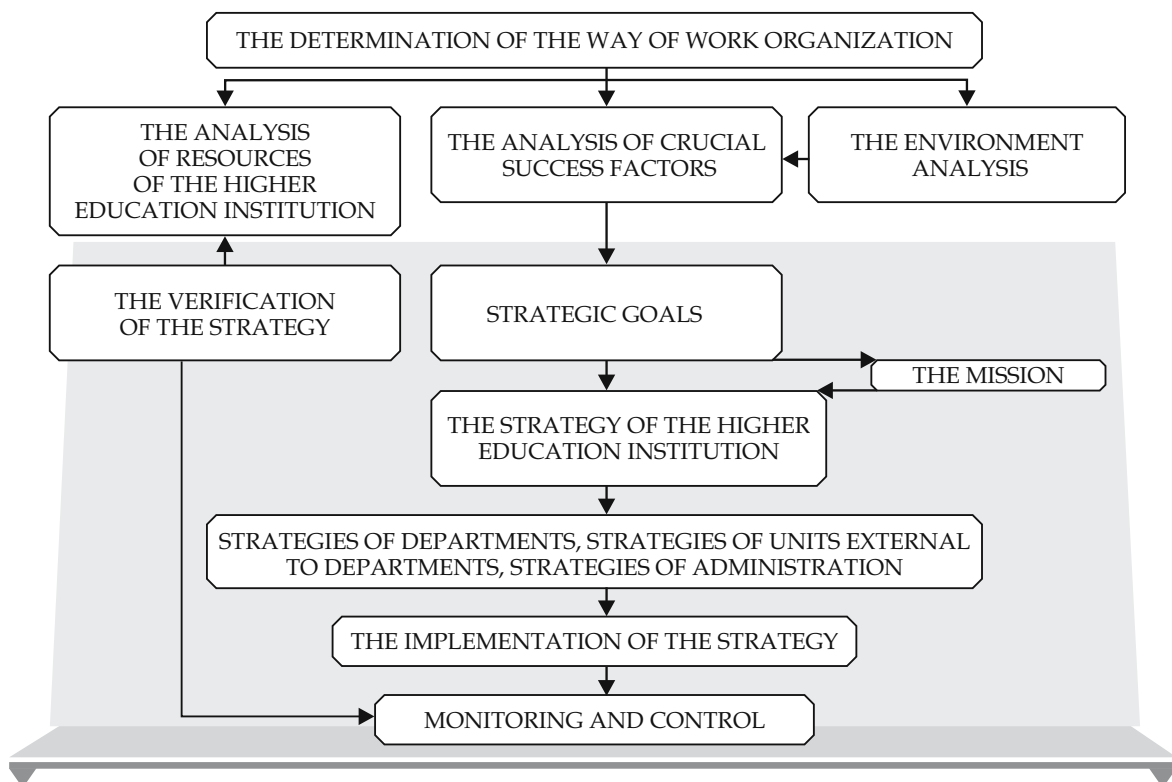 THE DETERMINATION OF THE WAY OF WORK ORGANIZATION
THE ANALYSIS
OF RESOURCES
OF THE HIGHER
EDUCATION INSTITUTION
THE ANALYSIS OF CRUCIAL
SUCCESS FACTORS
THE ENVIRONMENT
ANALYSIS
THE VERIFICATION
OF THE STRATEGY
STRATEGIC GOALS
THE MISSION
THE STRATEGY OF THE HIGHER
EDUCATION INSTITUTION
STRATEGIES OF DEPARTMENTS, STRATEGIES OF UNITS EXTERNAL
TO DEPARTMENTS, STRATEGIES OF ADMINISTRATION
THE IMPLEMENTATION OF THE STRATEGY
MONITORING AND CONTROL